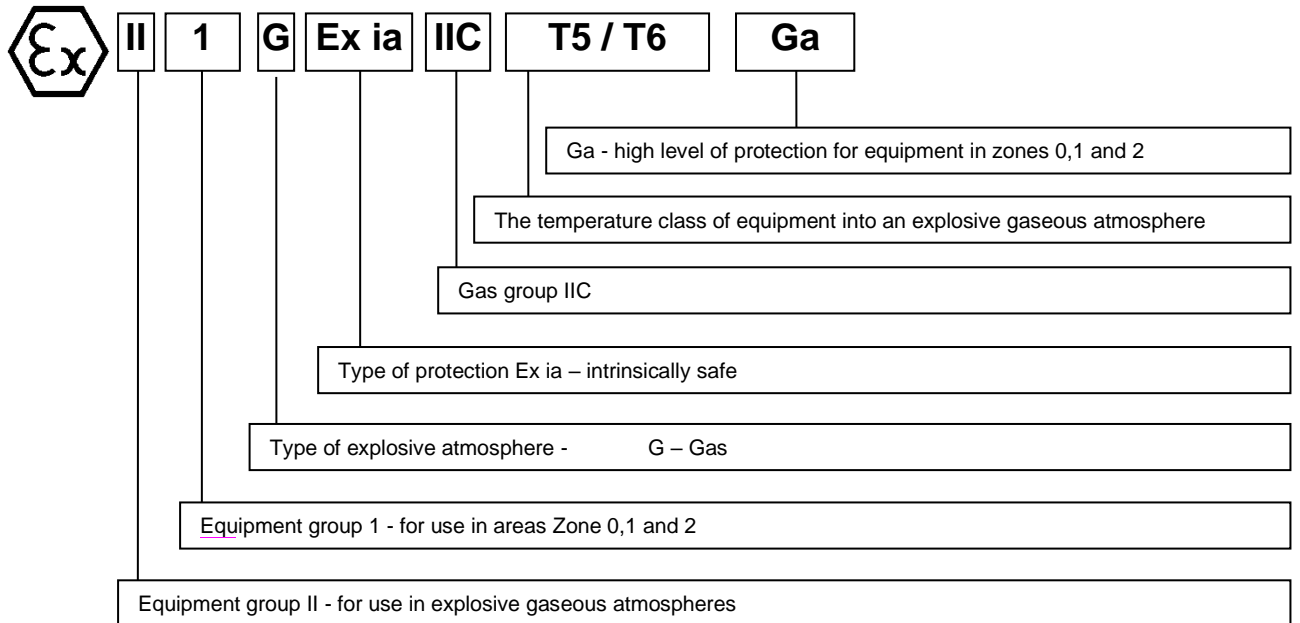 Ex II 1 G Ex ia IIC T5 / T6 Ga
Ga - high level of protection for equipment in zones 0,1 and 2
The temperature class of equipment into an explosive gaseous atmosphere
Gas group IIC
Type of protection Ex ia – intrinsically safe
Type of explosive atmosphere - G – Gas
Equipment group 1 - for use in areas Zone 0,1 and 2
Equipment group II - for use in explosive gaseous atmospheres